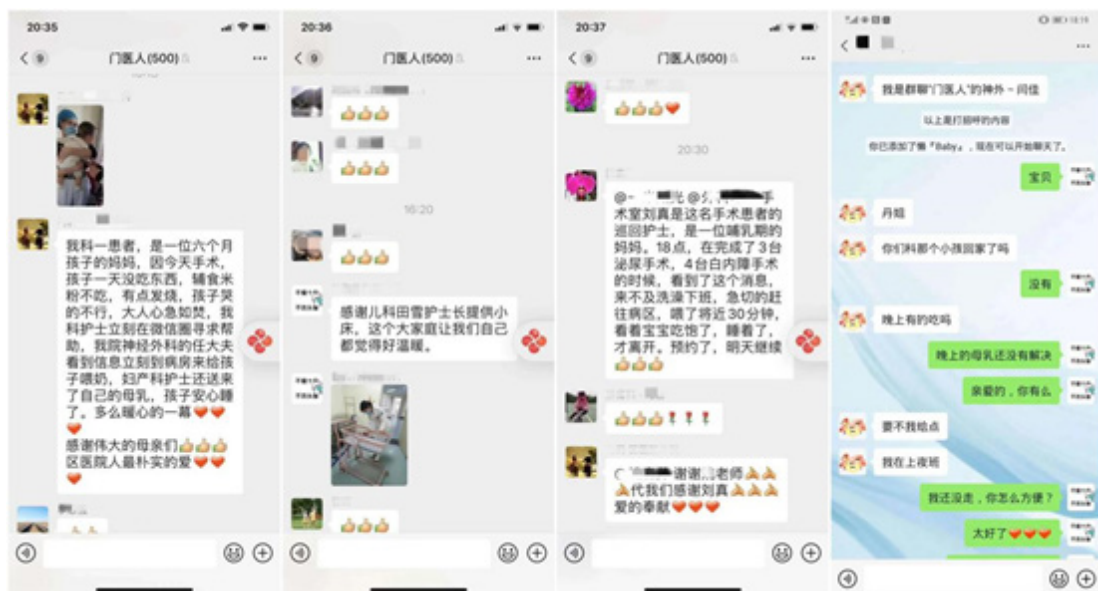 20:35
门医人(500)
我科一患者，是一位六个月
孩子的妈妈，因今天手术，
孩子一天没吃东西，辅食米
粉不吃，有点发烧，孩子哭
的不行，大人心急如焚，我
科护士立刻在微信圈寻求帮
助，我院神经外科的任大夫
看到信息立刻到病房来给孩
子喂奶，妇产科护士还送来
了自己的母乳，孩子安心睡
了。多么暖心的一幕❤❤
❤
感谢伟大的母亲们👍👍👍
区医院人最朴实的爱❤❤
❤
20:36
门医人(500)
👍👍👍
👍👍👍
16:20
👍👍👍
感谢儿科田雪护士长提供小
床，这个大家庭让我们自己
都觉得好温暖。
👍👍👍
20:37
门医人(500)
👍👍👍❤
20:30
手
术室刘真是这名手术患者的
巡回护士，是一位哺乳期的
妈妈。18点，在完成了3台
泌尿手术，4台白内障手术
的时候，看到了这个消息，
来不及洗澡下班，急切的赶
往病区，喂了将近30分钟，
看着宝宝吃饱了，睡着了，
才离开。预约了，明天继续
👍👍👍
👍👍👍🌹🌹🌹
谢谢 老师🙏🙏
🙏代我们感谢刘真🙏🙏🙏
爱的奉献❤❤❤
我是群聊“门医人”的神外－闫佳
以上是打招呼的内容
你已添加了懒『Baby』，现在可以开始聊天了。
宝贝
丹姐
你们科那个小孩回家了吗
没有
晚上有的吃吗
晚上的母乳还没有解决
亲爱的，你有么
要不我给点
我在上夜班
我还没走，你怎么方便？
太好了❤❤❤